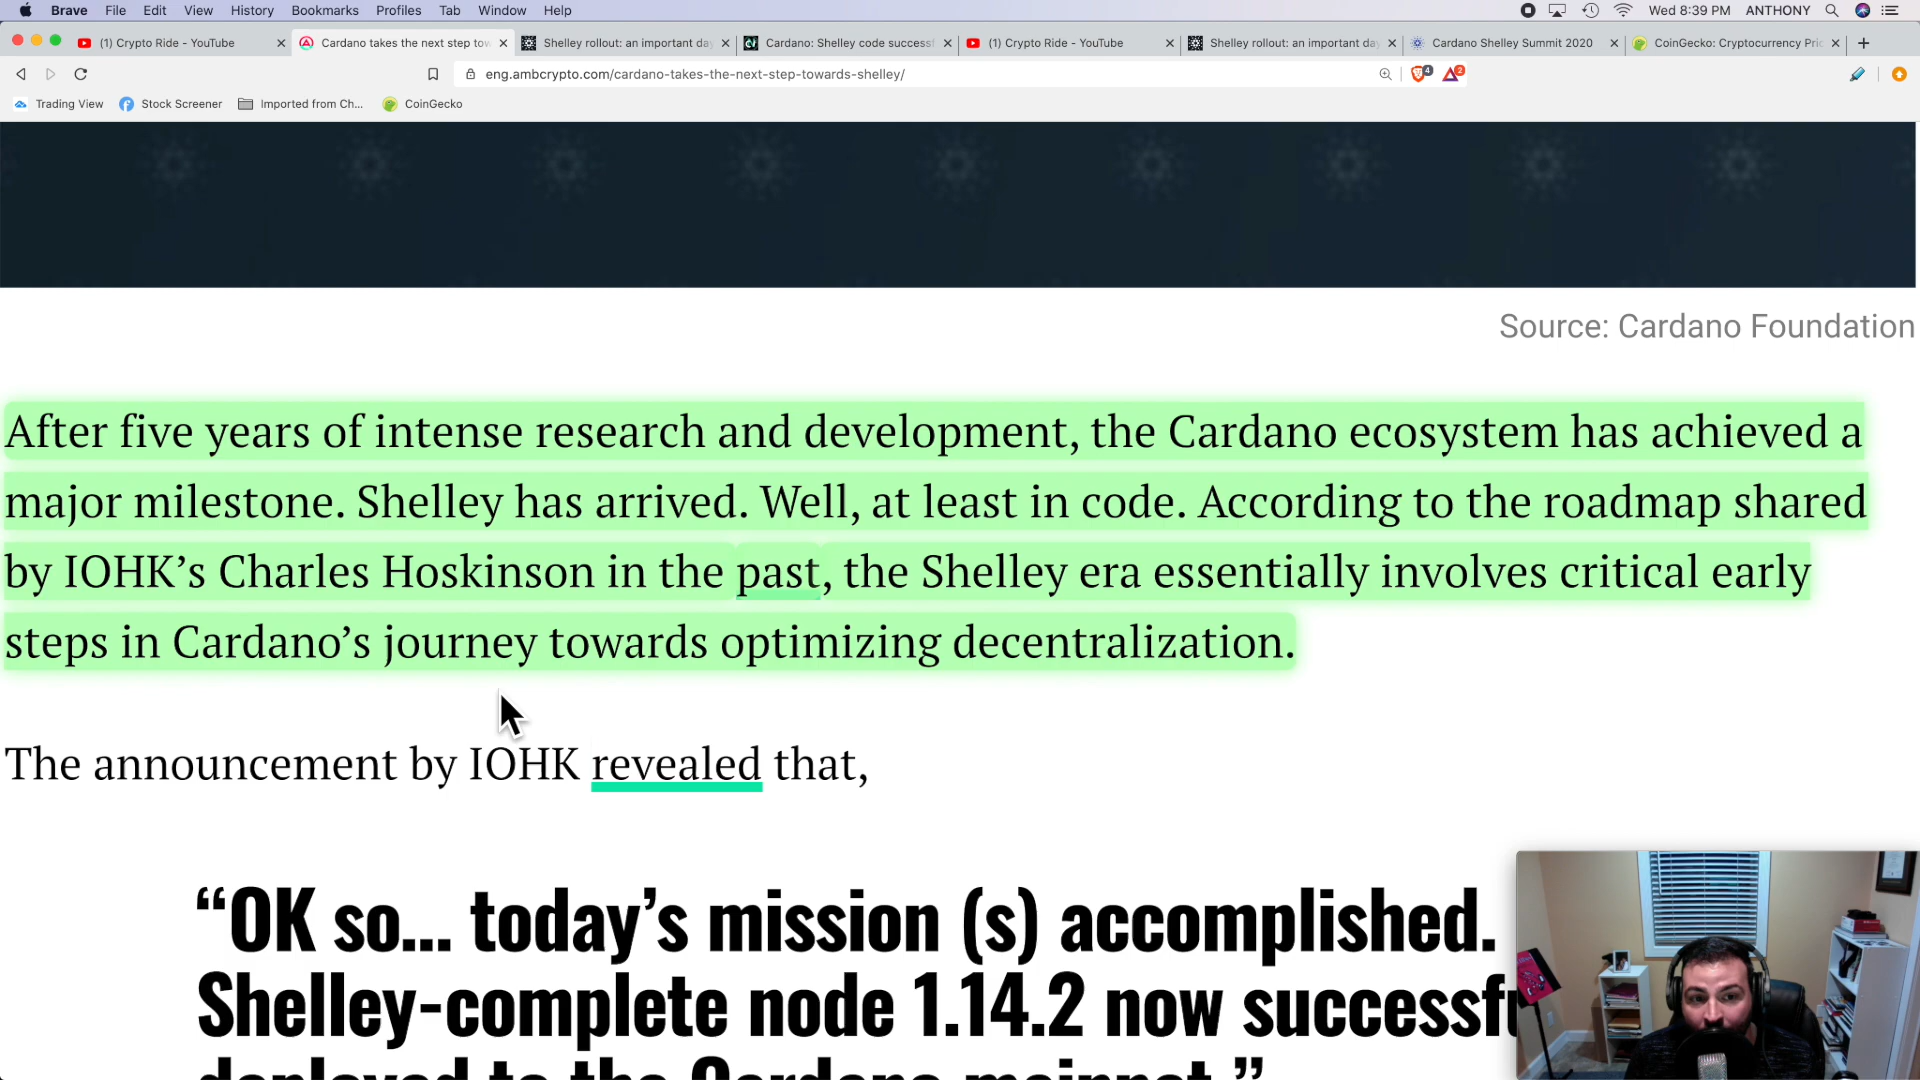 Brave File Edit View History Bookmarks Profiles Tab Window Help Wed 8:39 PM ANTHONY
(1) Crypto Ride - YouTube Cardano takes the next step tow Shelley rollout: an important day Cardano: Shelley code successf (1) Crypto Ride - YouTube Shelley rollout: an important day Cardano Shelley Summit 2020 CoinGecko: Cryptocurrency Pric
eng.ambcrypto.com/cardano-takes-the-next-step-towards-shelley/ 4 2
Trading View Stock Screener Imported from Ch... CoinGecko
Source: Cardano Foundation
After five years of intense research and development, the Cardano ecosystem has achieved a
major milestone. Shelley has arrived. Well, at least in code. According to the roadmap shared
by IOHK’s Charles Hoskinson in the past, the Shelley era essentially involves critical early
steps in Cardano’s journey towards optimizing decentralization.
The announcement by IOHK revealed that,
“OK so... today’s mission (s) accomplished.
Shelley-complete node 1.14.2 now successfu
deployed to the Cardano mainnet.”